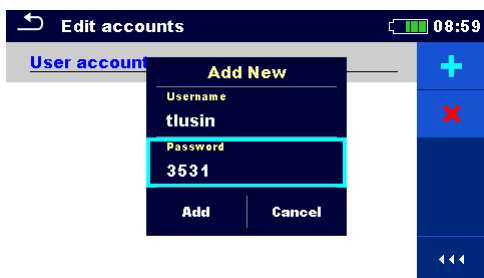 Edit accounts
08:59
User account
Add New
Username
tlusin
Password
3531
Add
Cancel